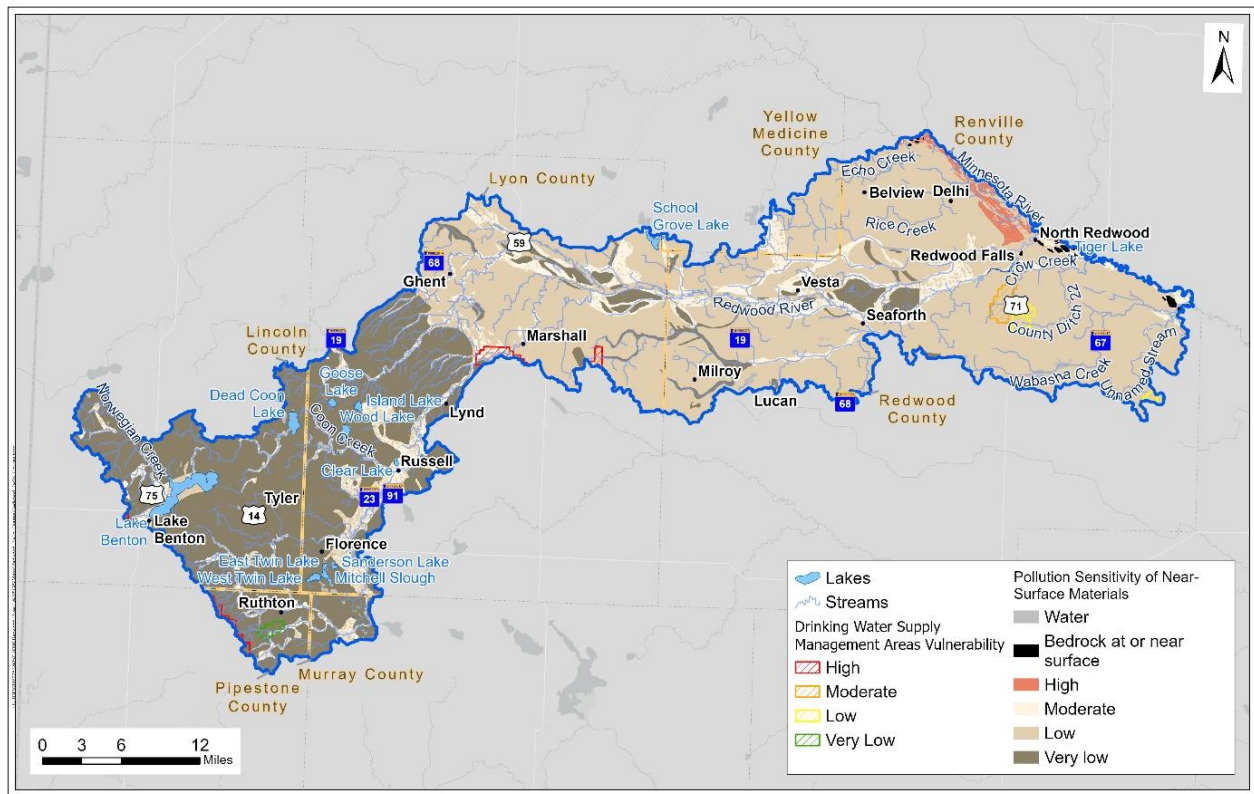 N
Yellow
Medicine
County
Renville
County
Echo Creek
Minnesota River
Lyon County
Belview
Delhi
School
Grove Lake
Rice Creek
North Redwood
Tiger Lake
59
68
Ghent
Redwood Falls
Crow Creek
Vesta
Redwood River
71
County Ditch 22
Seaforth
Lincoln
County
19
Marshall
19
67
Unnamed Stream
Goose
Lake
Milroy
Wabasha Creek
Dead Coon
Lake
Island Lake
Wood Lake
Lynd
Lucan
68
Redwood
County
Norwegian Creek
Coon Creek
Clear Lake
Russell
75
Tyler
14
23
91
Lake
Benton
Lake
Benton
Florence
East Twin Lake
Sanderson Lake
West Twin Lake
Mitchell Slough
Ruthton
Murray County
Pipestone
County
0 3 6 12
Miles
Lakes
Streams
Drinking Water Supply
Management Areas Vulnerability
High
Moderate
Low
Very Low
Pollution Sensitivity of Near-
Surface Materials
Water
Bedrock at or near
surface
High
Moderate
Low
Very low